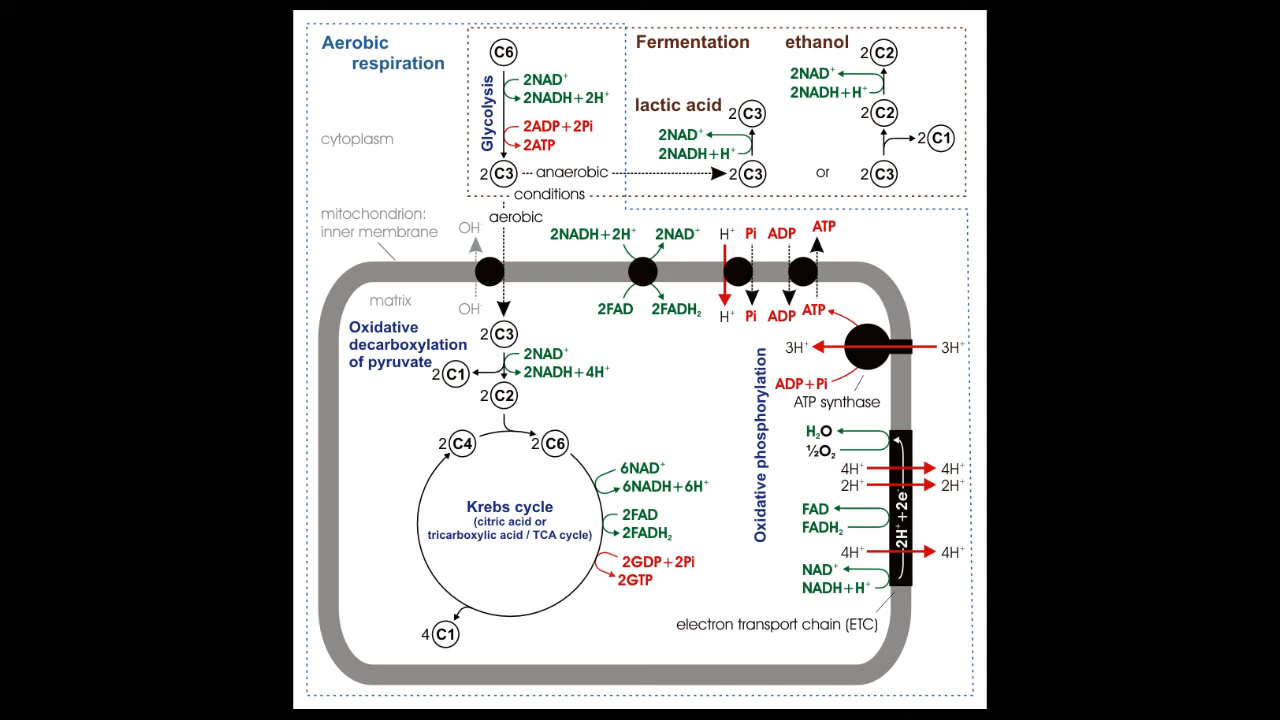 Aerobic
respiration
cytoplasm
C6
Glycolysis
2NAD⁺
2NADH+2H⁺
2ADP+2Pi
2ATP
2 C3
anaerobic
conditions
aerobic
Fermentation
lactic acid
2 C3
2NAD⁺
2NADH+H⁺
2 C3
or
ethanol
2 C2
2NAD⁺
2NADH+H⁺
2 C2
2 C1
2 C3
mitochondrion:
inner membrane
matrix
OH⁻
OH⁻
2NADH+2H⁺
2NAD⁺
2FAD
2FADH₂
H⁺
Pi
ADP
ATP
H⁺
Pi
ADP
ATP
Oxidative
decarboxylation
of pyruvate
2 C3
2NAD⁺
2NADH+4H⁺
2 C1
2 C2
2 C4
2 C6
Krebs cycle
(citric acid or
tricarboxylic acid / TCA cycle)
6NAD⁺
6NADH+6H⁺
2FAD
2FADH₂
2GDP+2Pi
2GTP
4 C1
Oxidative phosphorylation
3H⁺
3H⁺
ADP+Pi
ATP synthase
H₂O
½O₂
4H⁺
4H⁺
2H⁺
2H⁺
FAD
FADH₂
4H⁺
4H⁺
NAD⁺
NADH+H⁺
2H⁺+2e⁻
electron transport chain (ETC)